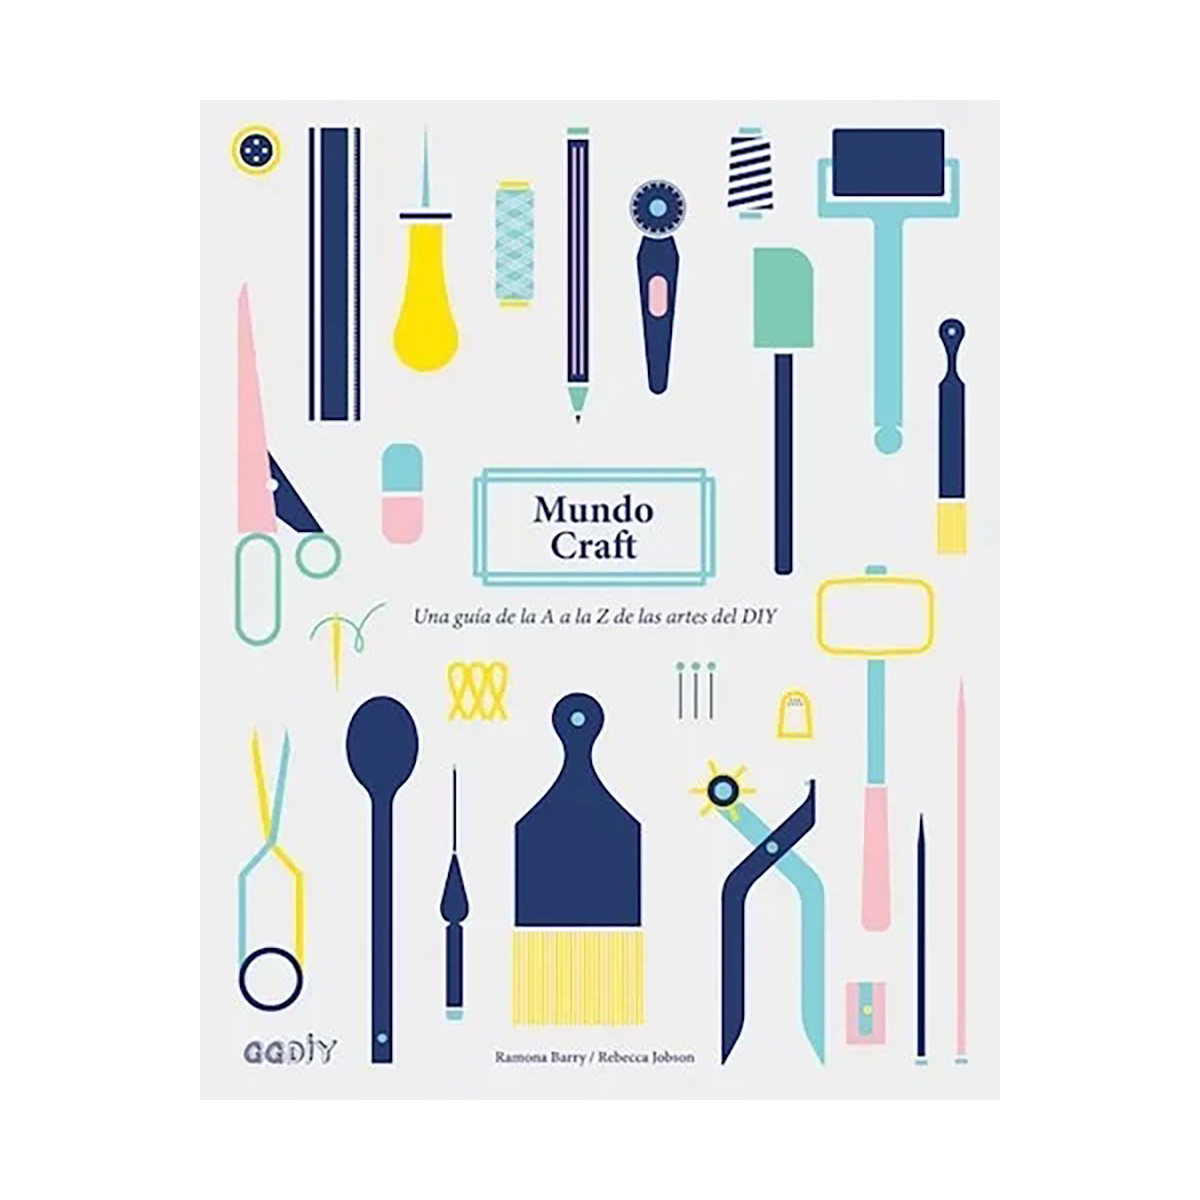 Mundo
Craft
Una guía de la A a la Z de las artes del DIY
GGDiY
Ramona Barry / Rebecca Jobson